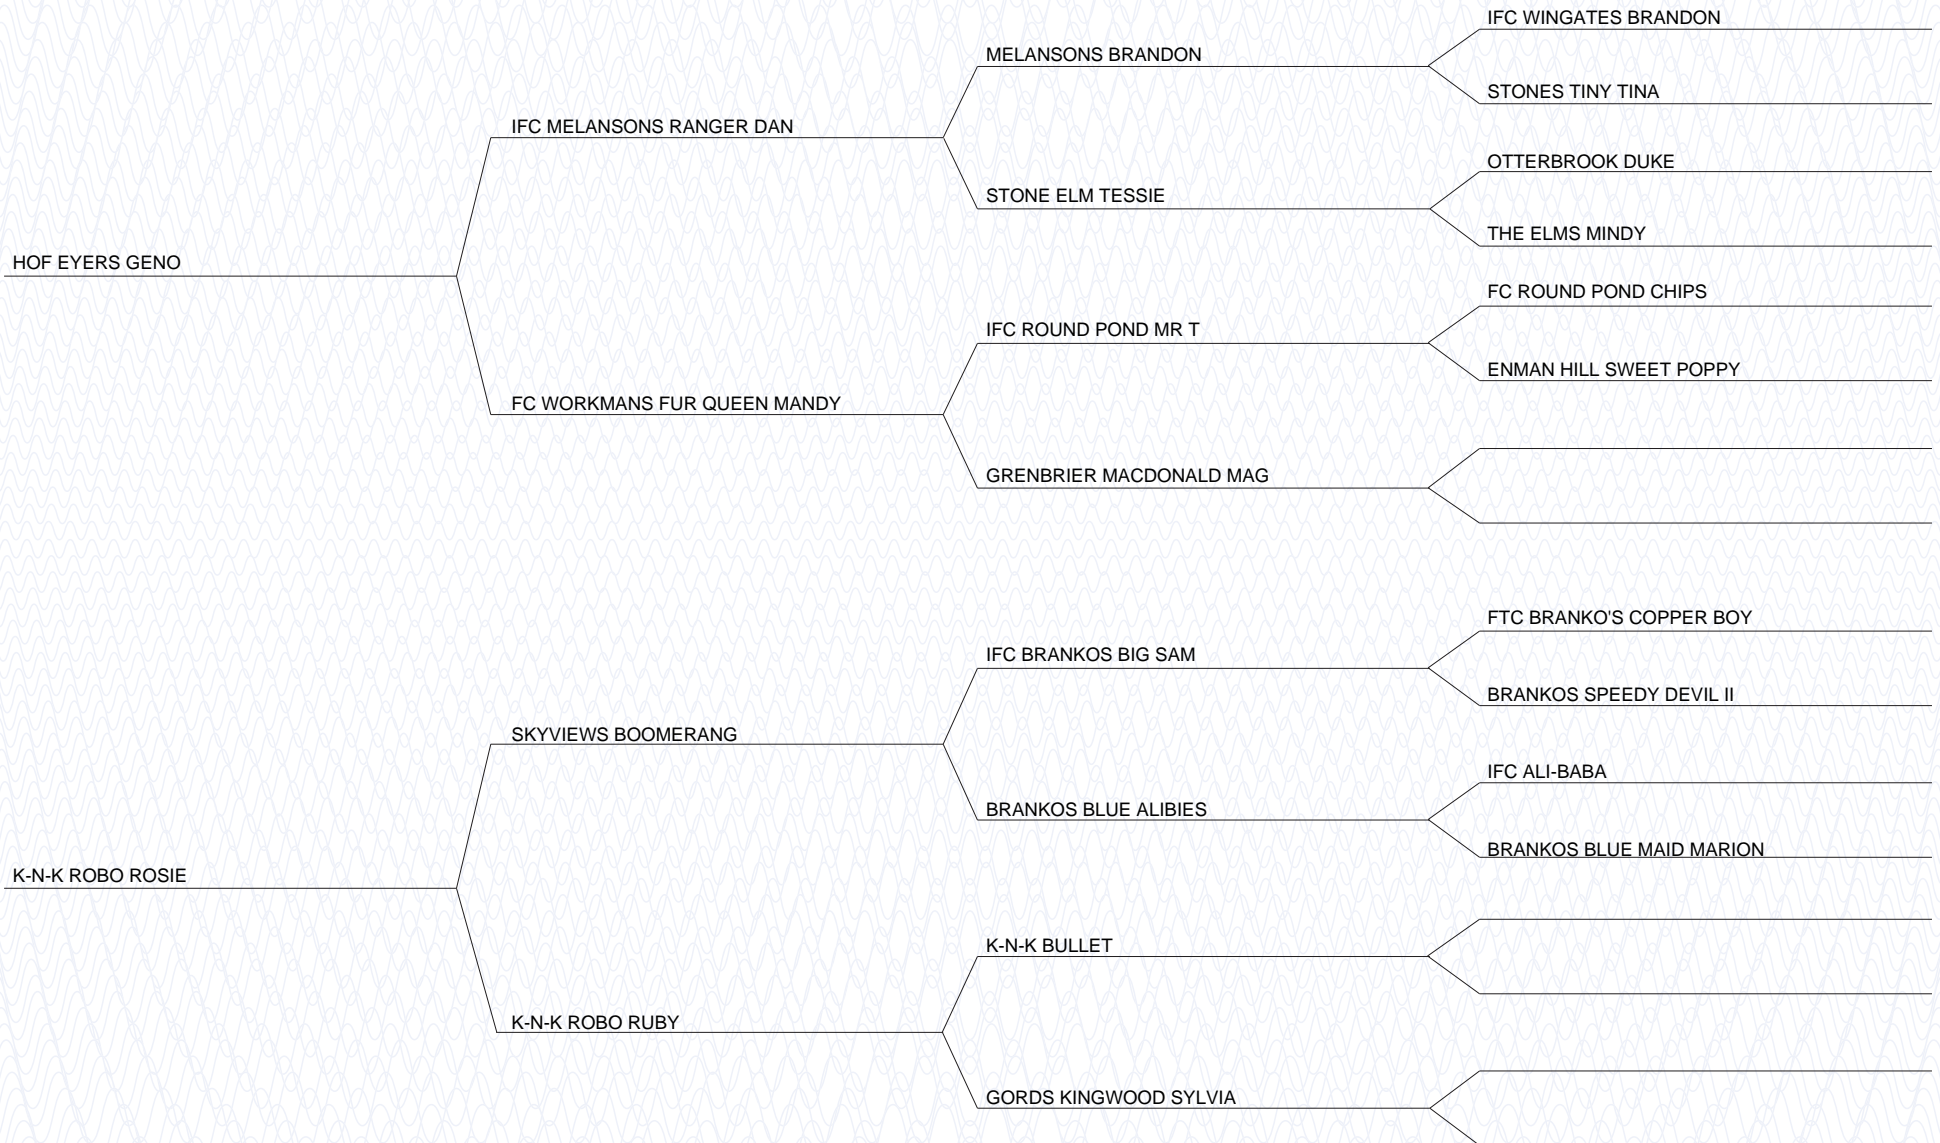 IFC WINGATES BRANDON
MELANSONS BRANDON
STONES TINY TINA
IFC MELANSONS RANGER DAN
OTTERBROOK DUKE
STONE ELM TESSIE
THE ELMS MINDY
HOF EYERS GENO
FC ROUND POND CHIPS
IFC ROUND POND MR T
ENMAN HILL SWEET POPPY
FC WORKMANS FUR QUEEN MANDY
GRENBRIER MACDONALD MAG
FTC BRANKO'S COPPER BOY
IFC BRANKOS BIG SAM
BRANKOS SPEEDY DEVIL II
SKYVIEWS BOOMERANG
IFC ALI-BABA
BRANKOS BLUE ALIBIES
BRANKOS BLUE MAID MARION
K-N-K ROBO ROSIE
K-N-K BULLET
K-N-K ROBO RUBY
GORDS KINGWOOD SYLVIA